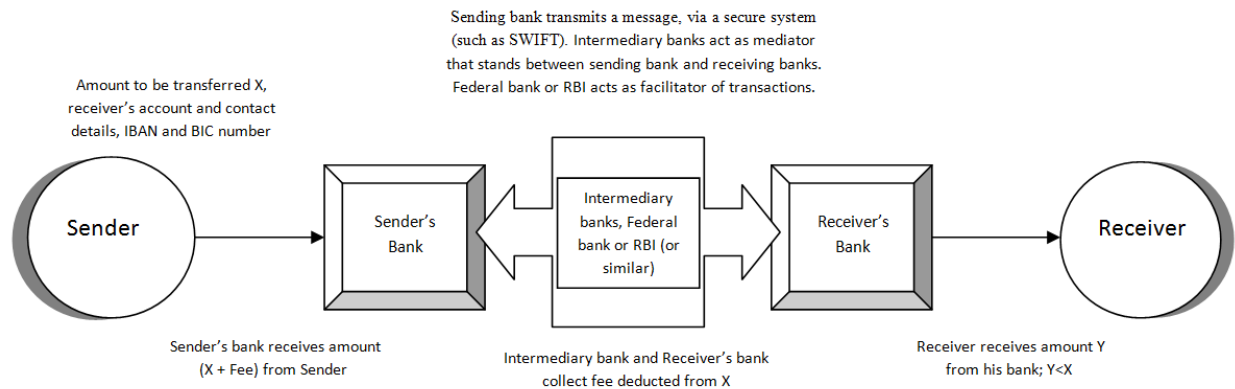 Sending bank transmits a message, via a secure system
(such as SWIFT). Intermediary banks act as mediator
that stands between sending bank and receiving banks.
Federal bank or RBI acts as facilitator of transactions.
Amount to be transferred X,
receiver's account and contact
details, IBAN and BIC number
Sender
Sender's
Bank
Intermediary
banks, Federal
bank or RBI (or
similar)
Receiver's
Bank
Receiver
Sender's bank receives amount
(X + Fee) from Sender
Intermediary bank and Receiver's bank
collect fee deducted from X
Receiver receives amount Y
from his bank; Y<X